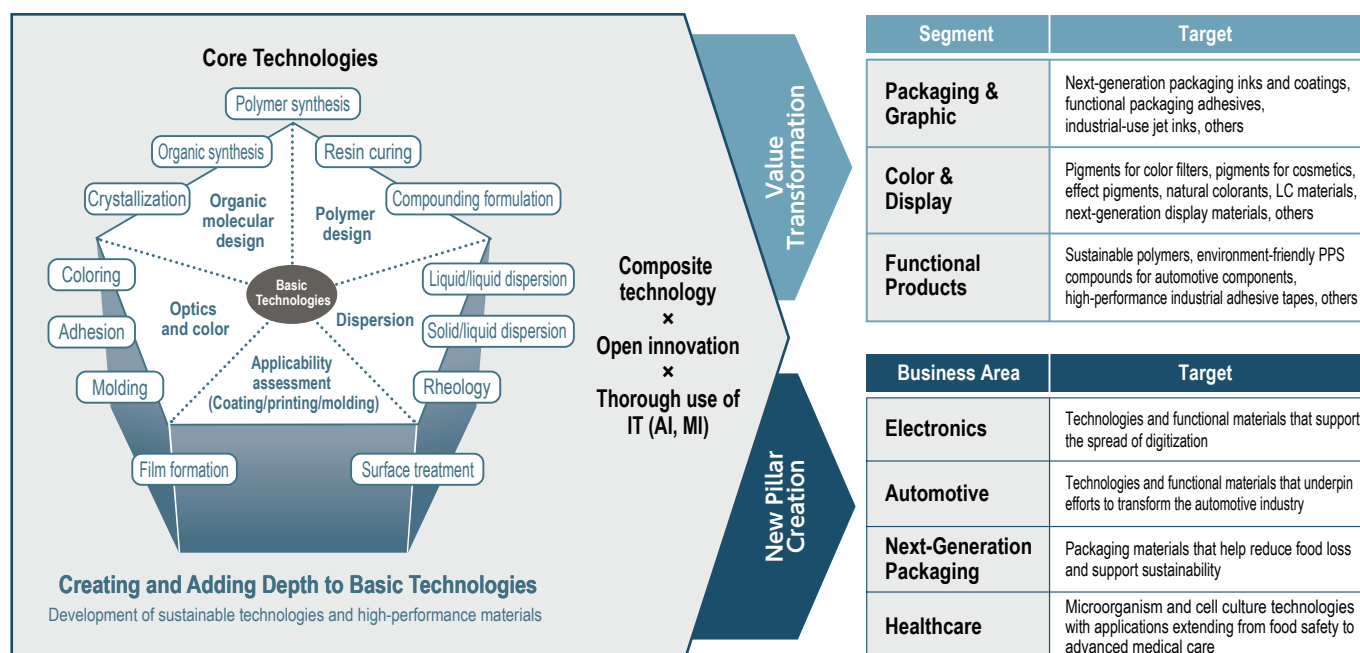 Core Technologies
Polymer synthesis
Organic synthesis
Resin curing
Crystallization
Compounding formulation
Organic
molecular
design
Polymer
design
Coloring
Liquid/liquid dispersion
Basic
Technologies
Optics
and color
Dispersion
Adhesion
Solid/liquid dispersion
Applicability
assessment
(Coating/printing/molding)
Molding
Rheology
Film formation
Surface treatment
Creating and Adding Depth to Basic Technologies
Development of sustainable technologies and high-performance materials
Composite
technology
×
Open innovation
×
Thorough use of
IT (AI, MI)
Value
Transformation
New Pillar
Creation
Segment
Target
Packaging &
Graphic
Next-generation packaging inks and coatings,
functional packaging adhesives,
industrial-use jet inks, others
Color &
Display
Pigments for color filters, pigments for cosmetics,
effect pigments, natural colorants, LC materials,
next-generation display materials, others
Functional
Products
Sustainable polymers, environment-friendly PPS
compounds for automotive components,
high-performance industrial adhesive tapes, others
Business Area
Target
Electronics
Technologies and functional materials that support
the spread of digitization
Automotive
Technologies and functional materials that underpin
efforts to transform the automotive industry
Next-Generation
Packaging
Packaging materials that help reduce food loss
and support sustainability
Healthcare
Microorganism and cell culture technologies
with applications extending from food safety to
advanced medical care